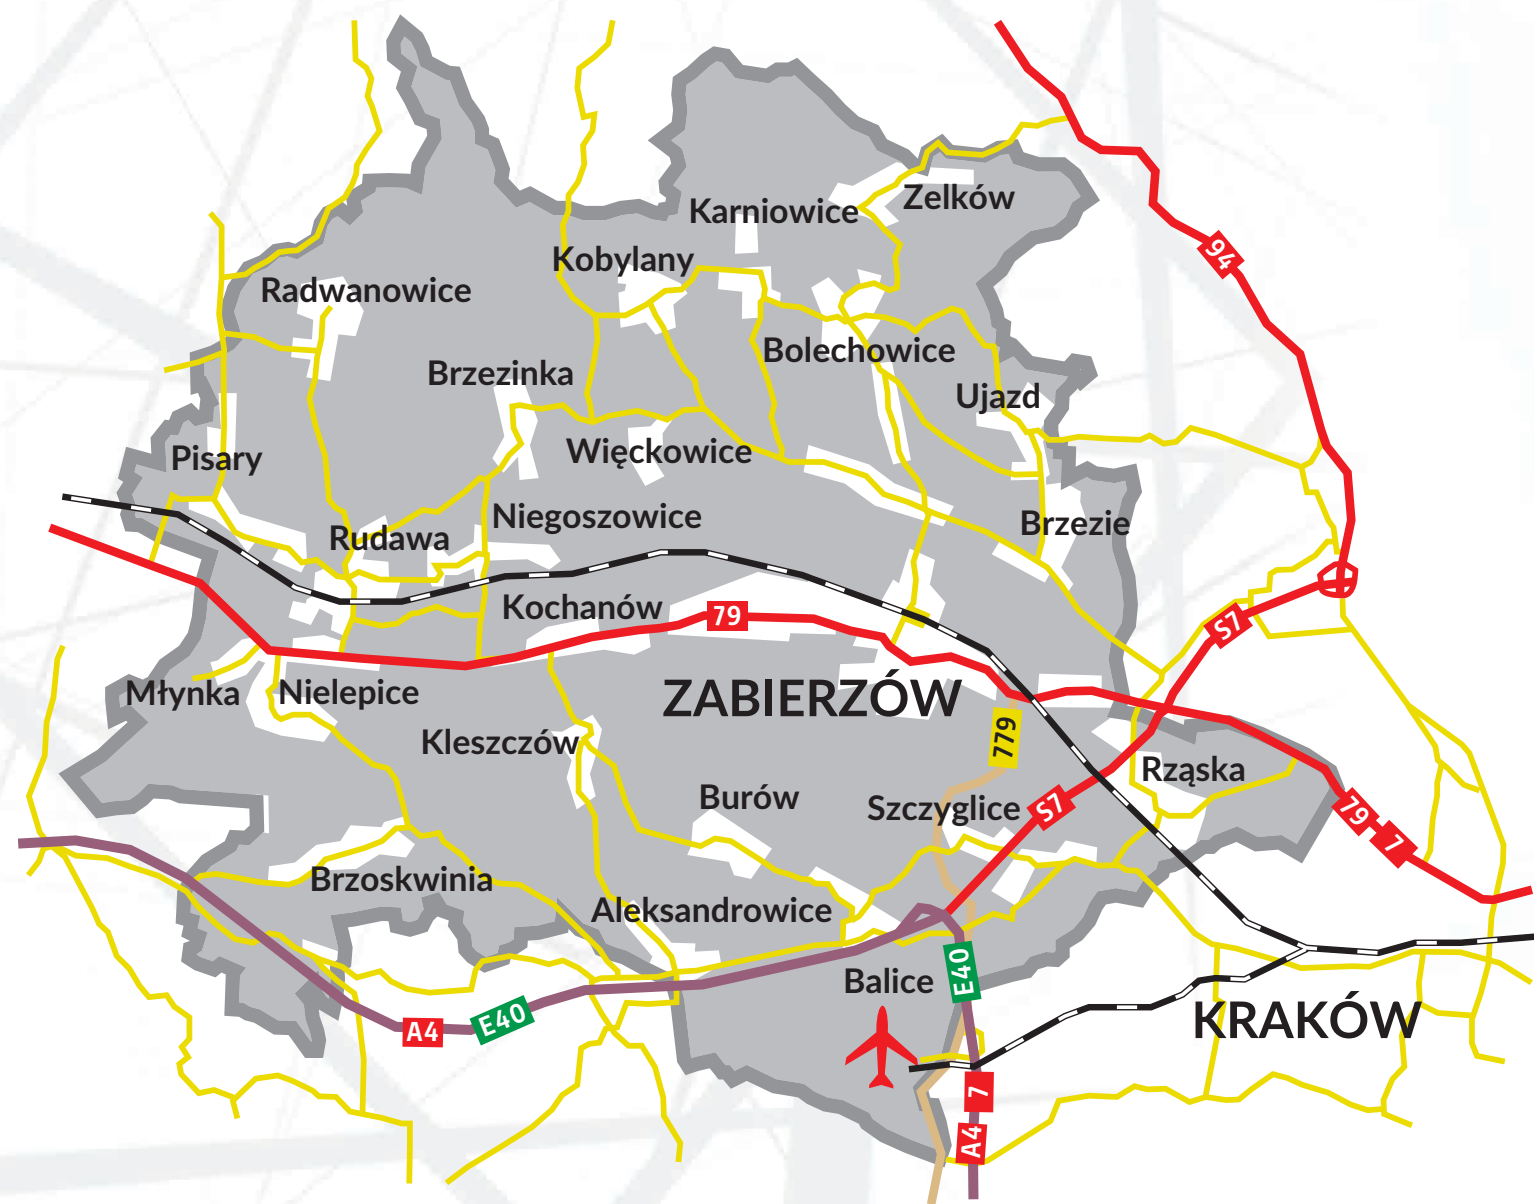 Zelków
Karniowice
94
Kobylany
Radwanowice
Bolechowice
Brzezinka
Ujazd
Więckowice
Pisary
Niegoszowice
Brzezie
Rudawa
Kochanów
79
S7
Młynka
Nielepice
ZABIERZÓW
779
Kleszczów
Rząska
Burów
Szczyglice
S7
79
7
Brzoskwinia
Aleksandrowice
Balice
E40
A4
E40
KRAKÓW
7
A4